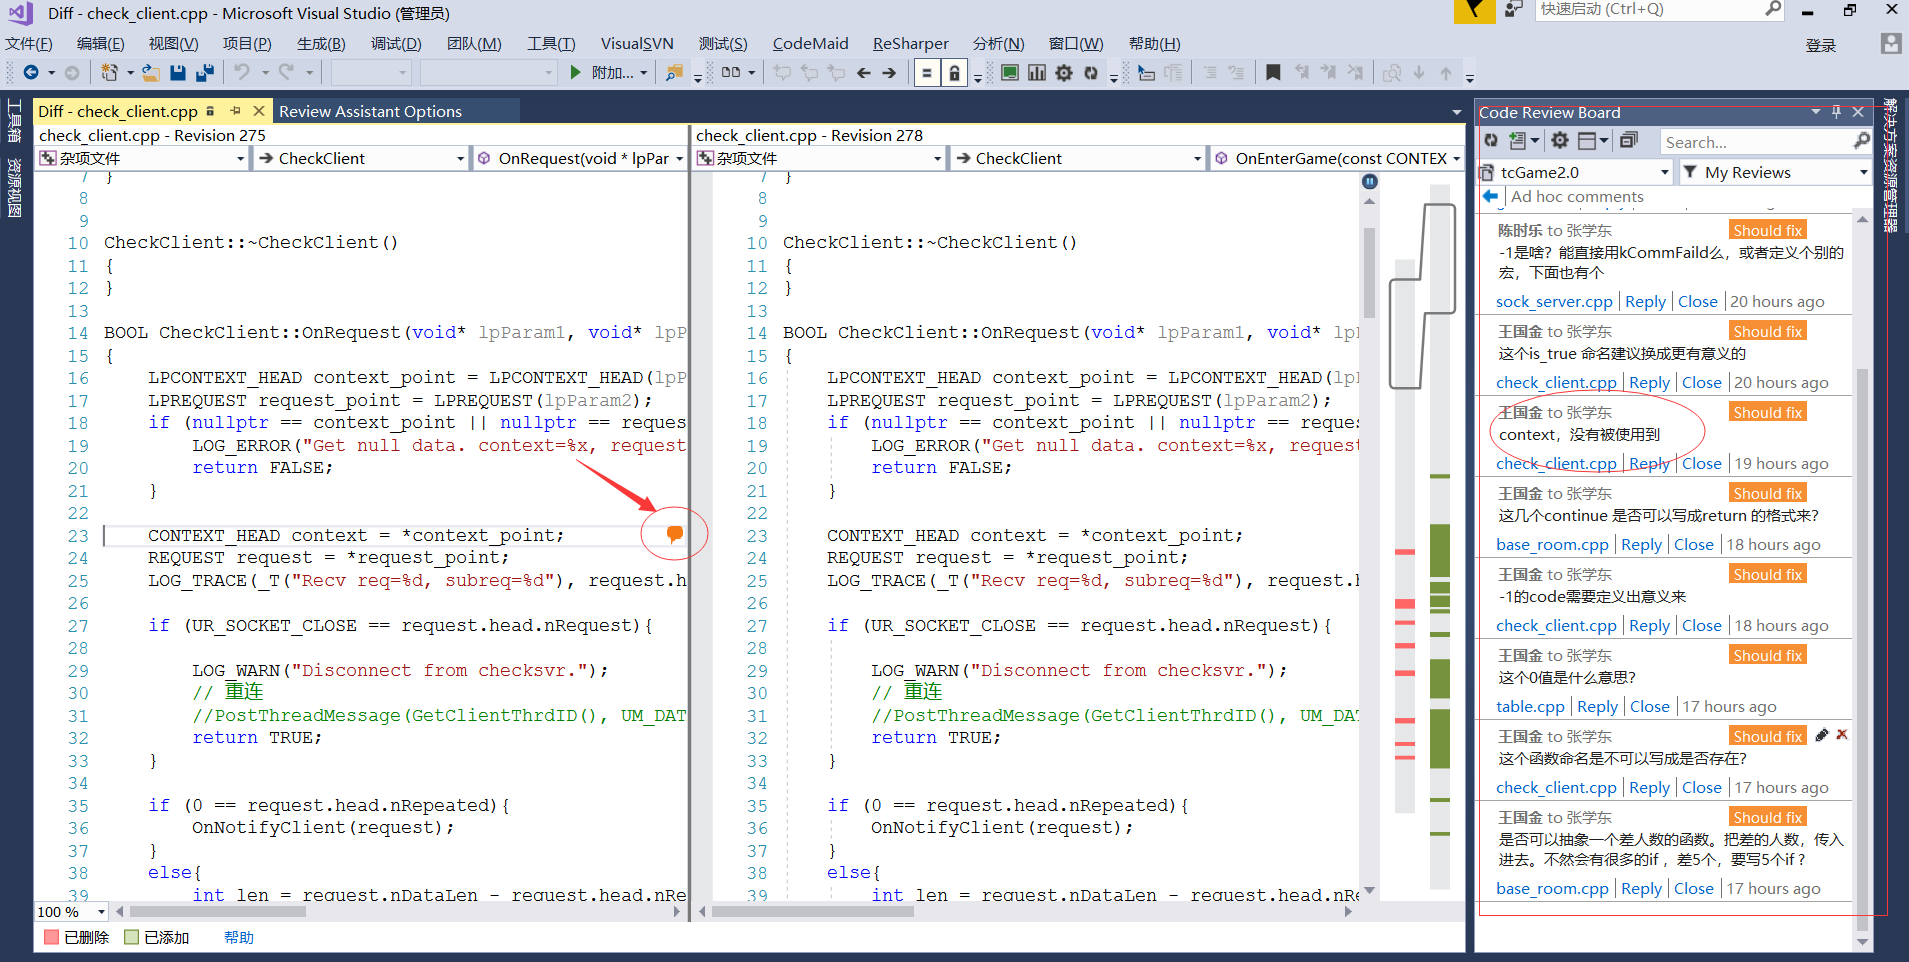 Diff - check_client.cpp - Microsoft Visual Studio (管理员)
快速启动 (Ctrl+Q)
文件(F) 编辑(E) 视图(V) 项目(P) 生成(B) 调试(D) 团队(M) 工具(T) VisualSVN 测试(S) CodeMaid ReSharper 分析(N) 窗口(W) 帮助(H)
登录
附加...
工具箱
资源视图
Diff - check_client.cpp
Review Assistant Options
check_client.cpp - Revision 275
杂项文件
CheckClient
OnRequest(void * lpPar
7 }
8
9
10 CheckClient::~CheckClient()
11 {
12 }
13
14 BOOL CheckClient::OnRequest(void* lpParam1, void* lpP
15 {
16 LPCONTEXT_HEAD context_point = LPCONTEXT_HEAD(lpP
17 LPREQUEST request_point = LPREQUEST(lpParam2);
18 if (nullptr == context_point || nullptr == reques
19 LOG_ERROR("Get null data. context=%x, request
20 return FALSE;
21 }
22
23 CONTEXT_HEAD context = *context_point;
24 REQUEST request = *request_point;
25 LOG_TRACE(_T("Recv req=%d, subreq=%d"), request.h
26
27 if (UR_SOCKET_CLOSE == request.head.nRequest){
28
29 LOG_WARN("Disconnect from checksvr.");
30 // 重连
31 //PostThreadMessage(GetClientThrdID(), UM_DAT
32 return TRUE;
33 }
34
35 if (0 == request.head.nRepeated){
36 OnNotifyClient(request);
37 }
38 else{
39 int len = request.nDataLen - request.head.nRe
100 %
已删除 已添加 帮助
check_client.cpp - Revision 278
杂项文件
CheckClient
OnEnterGame(const CONTEX
7 }
8
9
10 CheckClient::~CheckClient()
11 {
12 }
13
14 BOOL CheckClient::OnRequest(void* lpParam1, void* lp
15 {
16 LPCONTEXT_HEAD context_point = LPCONTEXT_HEAD(lp
17 LPREQUEST request_point = LPREQUEST(lpParam2);
18 if (nullptr == context_point || nullptr == reque
19 LOG_ERROR("Get null data. context=%x, request
20 return FALSE;
21 }
22
23 CONTEXT_HEAD context = *context_point;
24 REQUEST request = *request_point;
25 LOG_TRACE(_T("Recv req=%d, subreq=%d"), request.
26
27 if (UR_SOCKET_CLOSE == request.head.nRequest){
28
29 LOG_WARN("Disconnect from checksvr.");
30 // 重连
31 //PostThreadMessage(GetClientThrdID(), UM_DA
32 return TRUE;
33 }
34
35 if (0 == request.head.nRepeated){
36 OnNotifyClient(request);
37 }
38 else{
39 int len = request.nDataLen - request.head.nR
Code Review Board
Search...
tcGame2.0
My Reviews
Ad hoc comments
陈时乐 to 张学东 Should fix
-1是啥？能直接用kCommFaild么，或者定义个别的
宏，下面也有个
sock_server.cpp | Reply | Close | 20 hours ago
王国金 to 张学东 Should fix
这个is_true 命名建议换成更有意义的
check_client.cpp | Reply | Close | 20 hours ago
王国金 to 张学东 Should fix
context，没有被使用到
check_client.cpp | Reply | Close | 19 hours ago
王国金 to 张学东 Should fix
这几个continue 是否可以写成return 的格式来？
base_room.cpp | Reply | Close | 18 hours ago
王国金 to 张学东 Should fix
-1的code需要定义出意义来
check_client.cpp | Reply | Close | 18 hours ago
王国金 to 张学东 Should fix
这个0值是什么意思？
table.cpp | Reply | Close | 17 hours ago
王国金 to 张学东 Should fix
这个函数命名是不可以写成是否存在？
check_client.cpp | Reply | Close | 17 hours ago
王国金 to 张学东 Should fix
是否可以抽象一个差人数的函数。把差的人数，传入
进去。不然会有很多的if ，差5个，要写5个if ?
base_room.cpp | Reply | Close | 17 hours ago
解决方案资源管理器